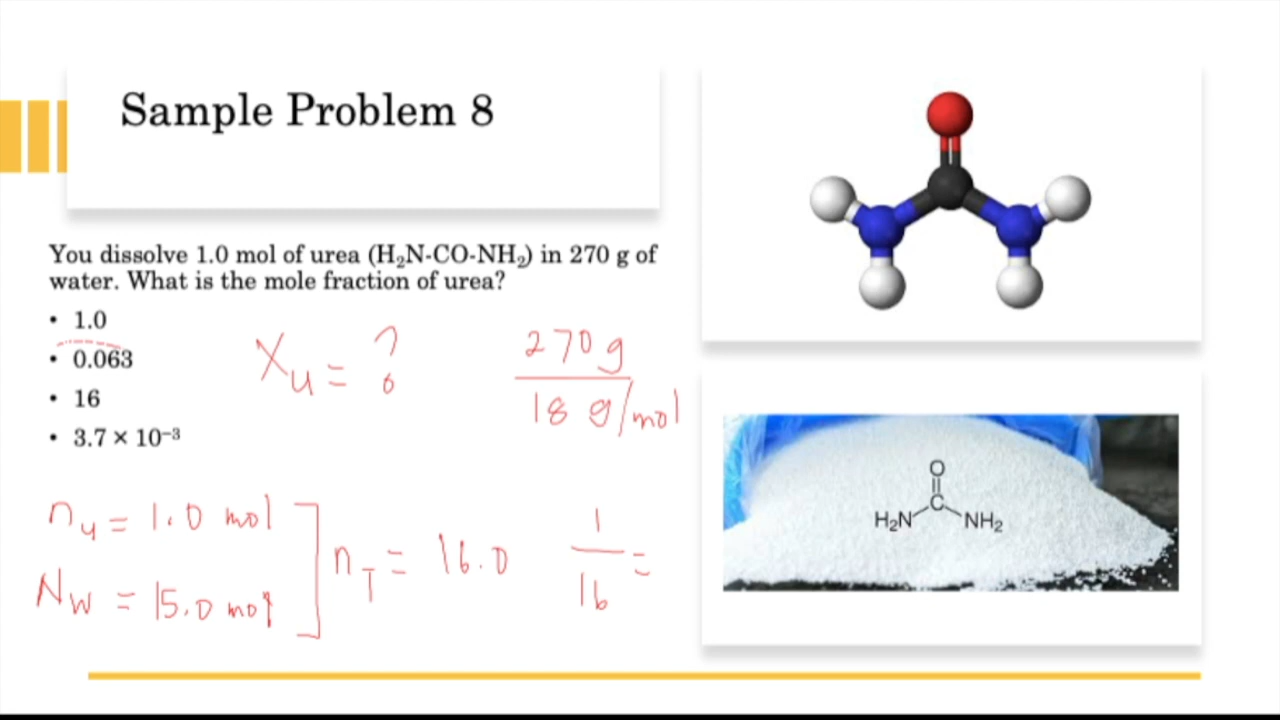 Sample Problem 8
You dissolve 1.0 mol of urea (H₂N-CO-NH₂) in 270 g of
water. What is the mole fraction of urea?
• 1.0
• 0.063
• 16
• 3.7 × 10⁻³
Xu = ?
270 g
18 g/mol
nu = 1.0 mol
Nw = 15.0 mol
nT = 16.0
1
16
=
O
C
H₂N NH₂